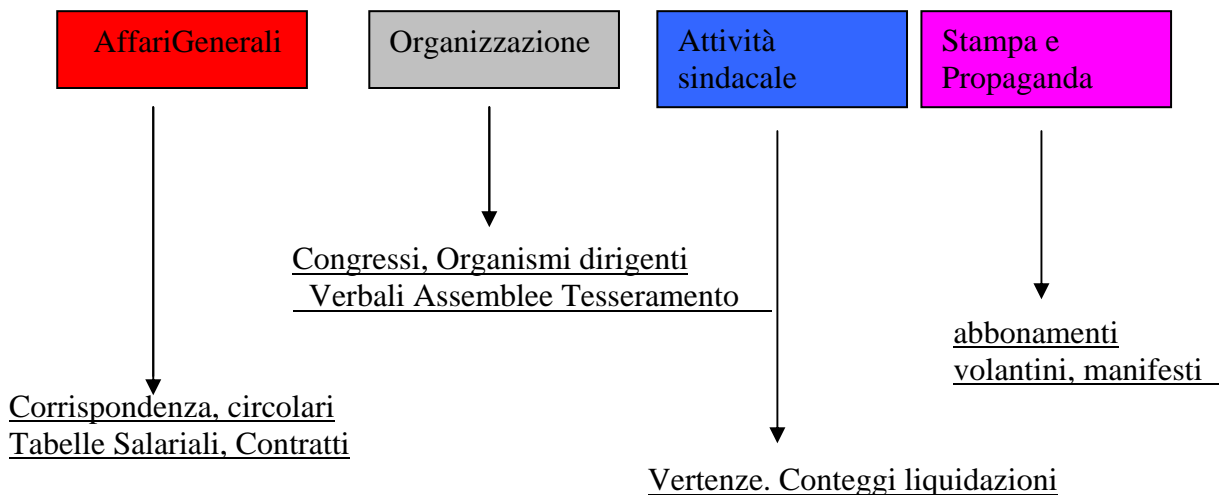 AffariGenerali
Organizzazione
Attività
sindacale
Stampa e
Propaganda
Congressi, Organismi dirigenti
Verbali Assemblee Tesseramento
abbonamenti
volantini, manifesti
Corrispondenza, circolari
Tabelle Salariali, Contratti
Vertenze. Conteggi liquidazioni